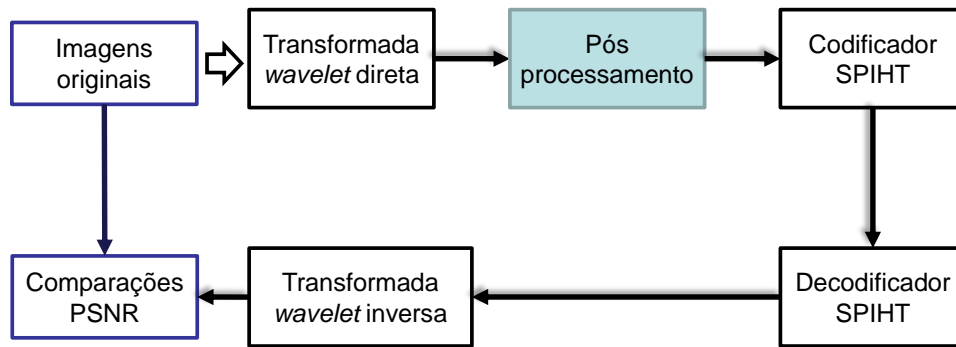 Imagens
originais
Transformada
wavelet direta
Pós
processamento
Codificador
SPIHT
Comparações
PSNR
Transformada
wavelet inversa
Decodificador
SPIHT